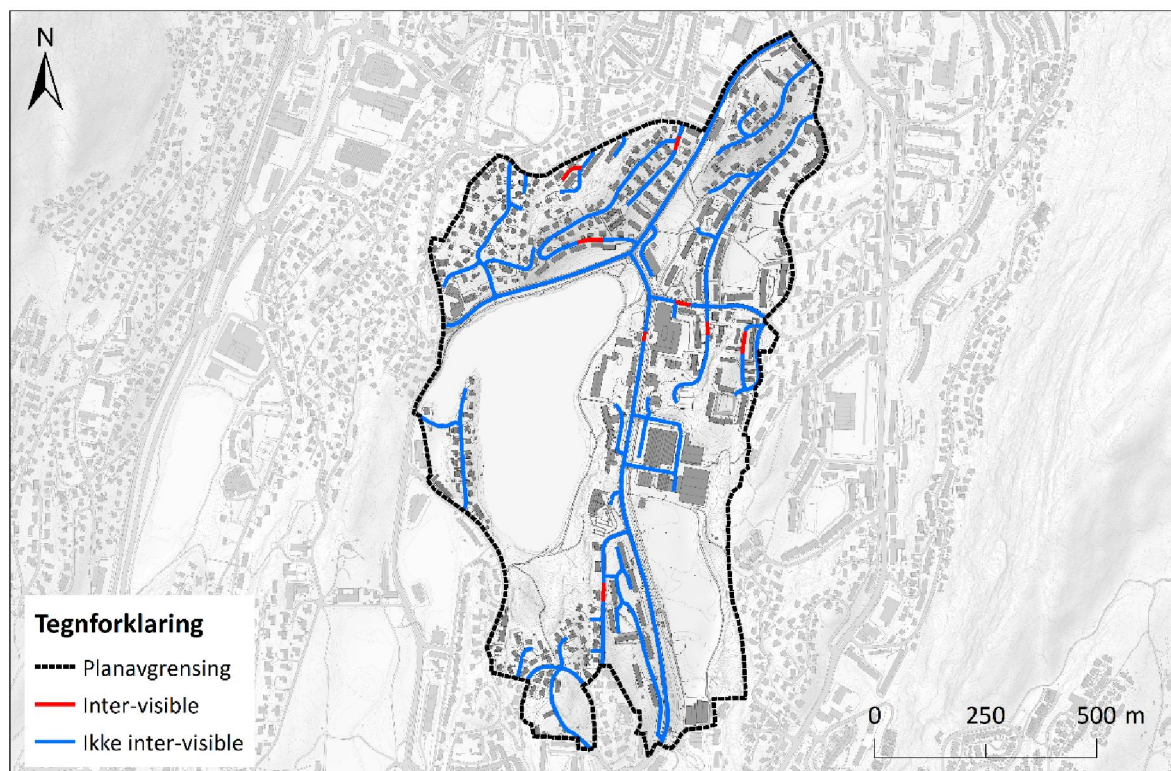 N
Tegnforklaring
Planavgrensing
Inter-visible
Ikke inter-visible
0 250 500 m